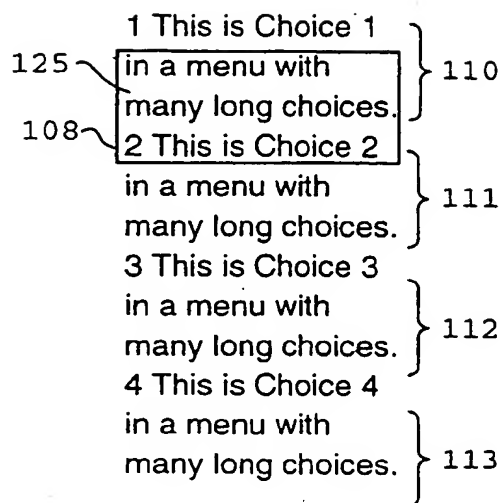 1 This is Choice 1
125 in a menu with 110
many long choices.
108 2 This is Choice 2
in a menu with 111
many long choices.
3 This is Choice 3
in a menu with
many long choices. 112
4 This is Choice 4
in a menu with
many long choices. 113